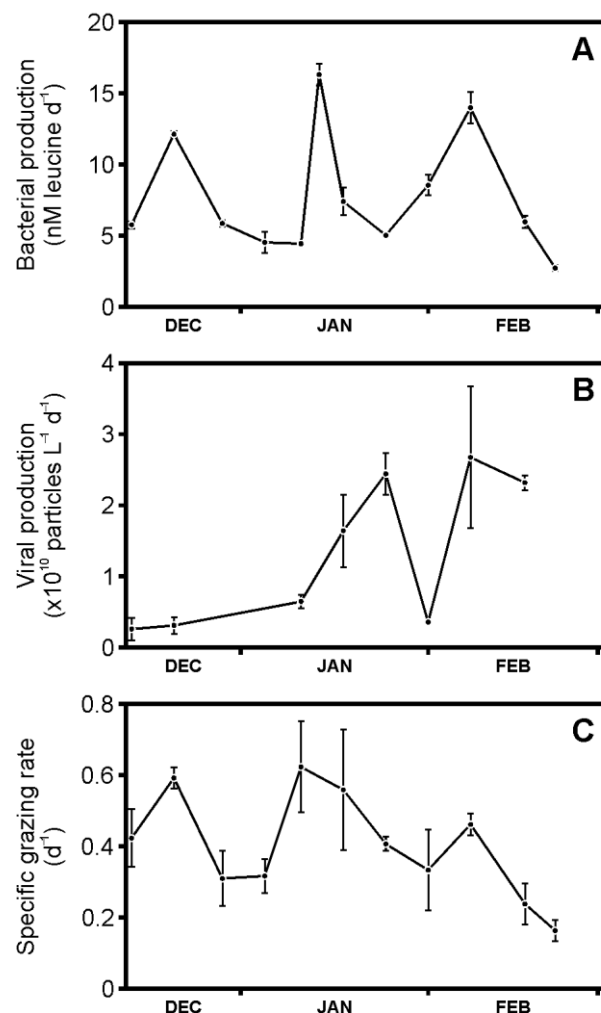 A
Bacterial production
(nM leucine d⁻¹)
20
15
10
5
0
DEC JAN FEB
B
Viral production
(x10¹⁰ particles L⁻¹ d⁻¹)
4
3
2
1
0
DEC JAN FEB
C
Specific grazing rate
(d⁻¹)
0.8
0.6
0.4
0.2
0
DEC JAN FEB